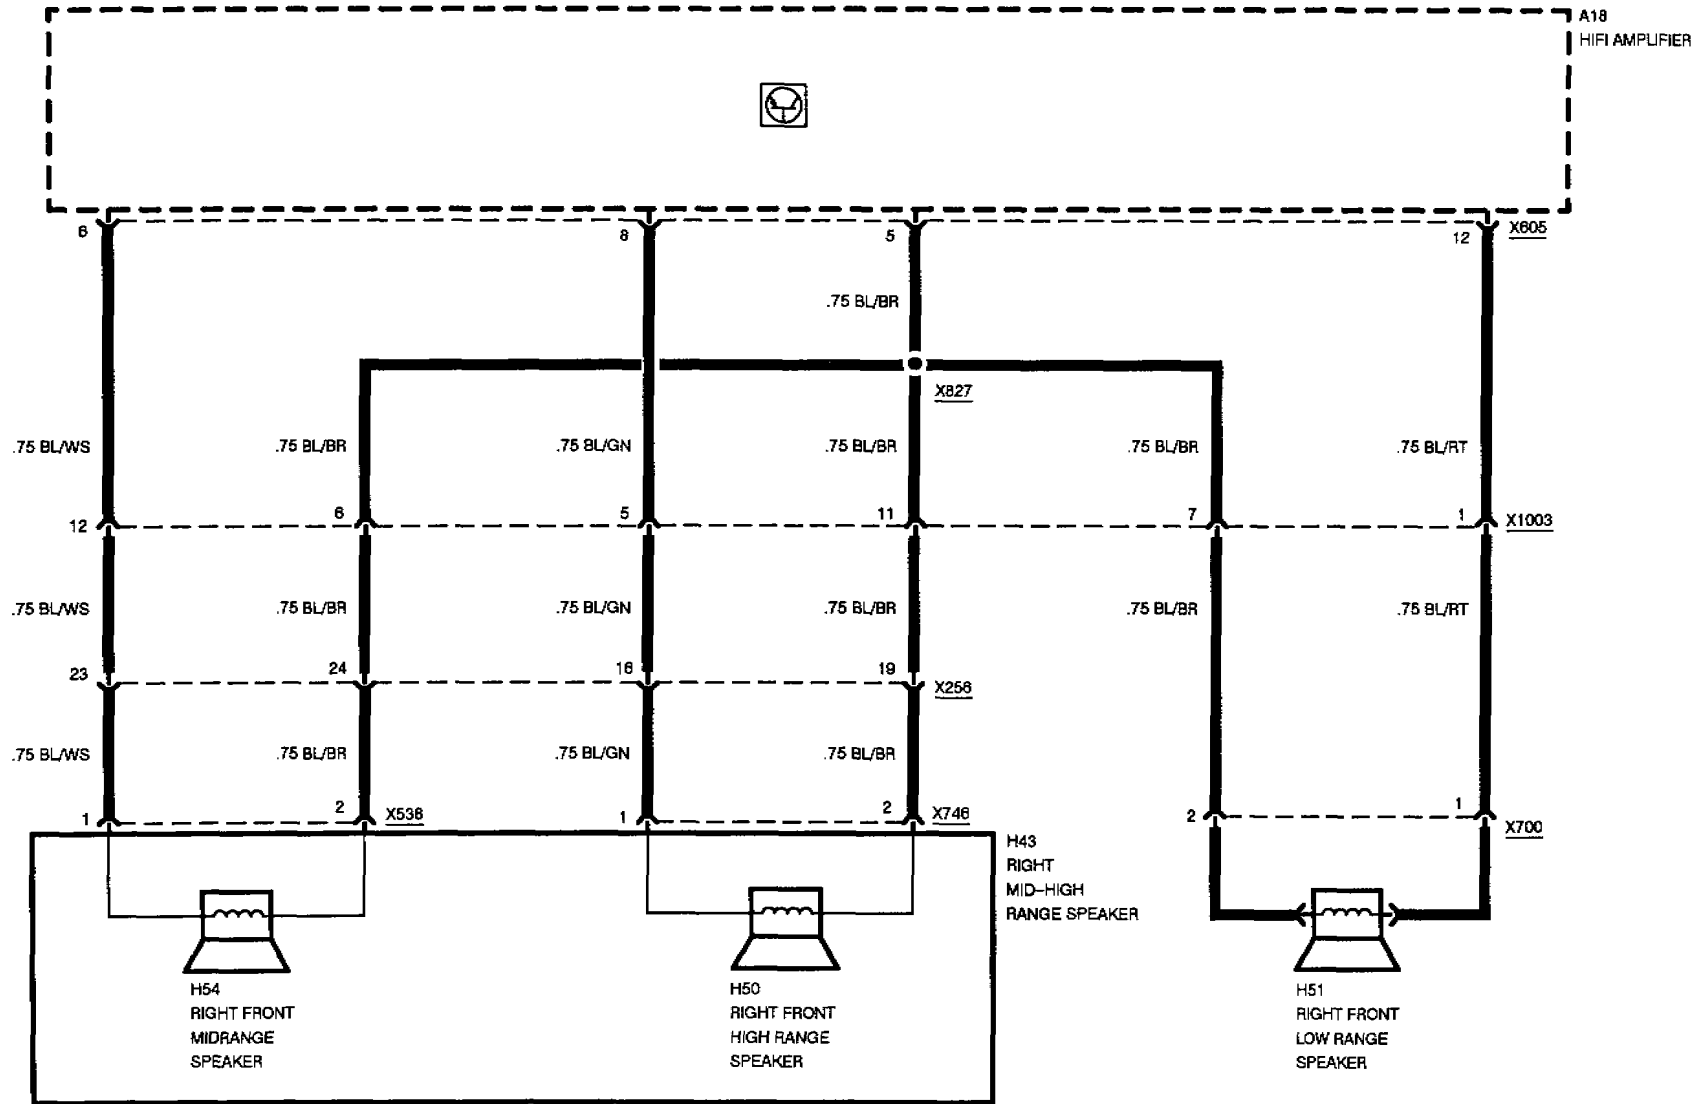 A18
HIFI AMPLIFIER
6 8 5 12 X605
.75 BL/BR
X827
.75 BL/WS .75 BL/BR .75 BL/GN .75 BL/BR .75 BL/BR .75 BL/RT
12 6 5 11 7 1 X1003
.75 BL/WS .75 BL/BR .75 BL/GN .75 BL/BR .75 BL/BR .75 BL/RT
23 24 16 19 X256
.75 BL/WS .75 BL/BR .75 BL/GN .75 BL/BR
1 2 X536 1 2 X746 2 1 X700
H43
RIGHT
MID-HIGH
RANGE SPEAKER
H54
RIGHT FRONT
MIDRANGE
SPEAKER
H50
RIGHT FRONT
HIGH RANGE
SPEAKER
H51
RIGHT FRONT
LOW RANGE
SPEAKER